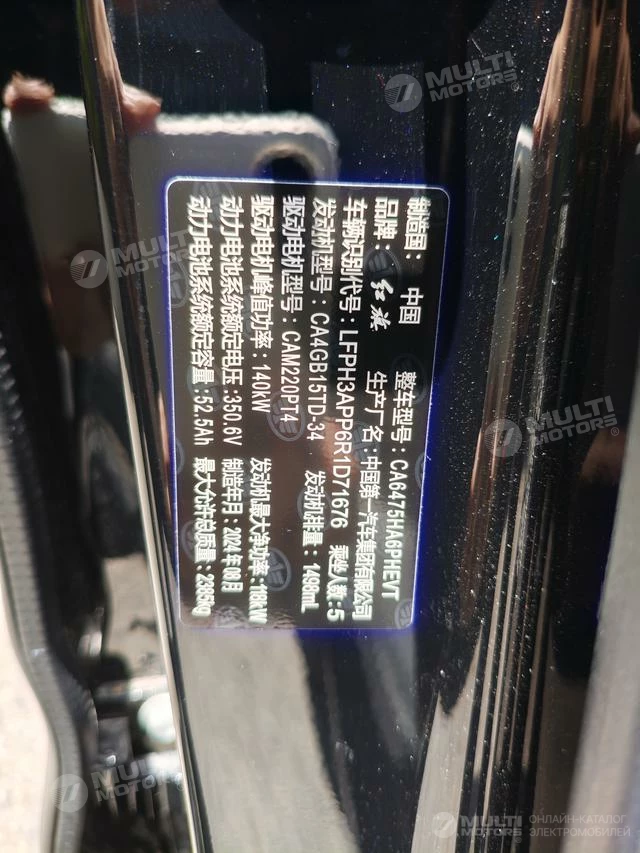 制造国： 中国 整车型号：CA6475HA6PHEVT
品牌： 红旗 生产厂名：中国第一汽车集团有限公司
车辆识别代号：LFPH3APP6R1D71676 乘坐人数：5
发动机型号：CA4GB15TD-34 发动机排量：1498mL
驱动电机型号：CAM220PT4
驱动电机峰值功率：140kW 发动机最大净功率：108kW
动力电池系统额定电压：350.6V 制造年月：2024年08月
动力电池系统额定容量：52.5Ah 最大允许总质量：2385kg
MULTI
MOTORS®
MULTI
MOTORS®
MULTI
MOTORS®
MULTI
MOTORS®
MULTI
MOTORS
ОНЛАЙН-КАТАЛОГ
ЭЛЕКТРОМОБИЛЕЙ